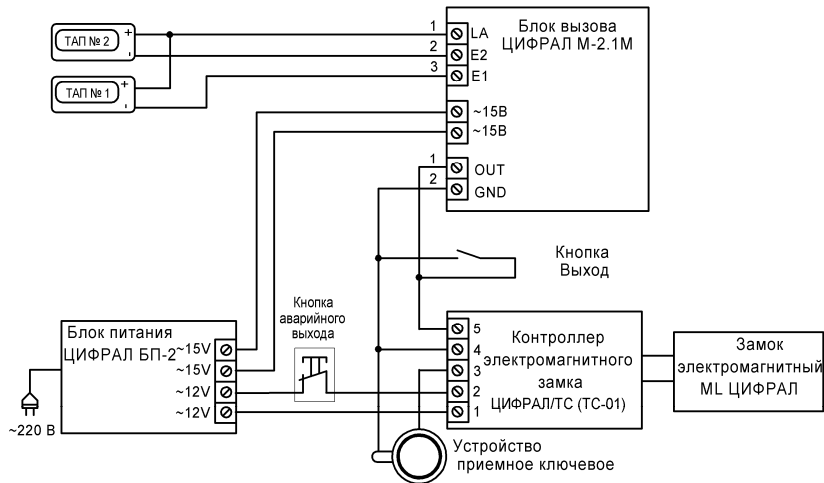 ТАП № 2
+
-
ТАП № 1
+
-
1
2
3
LA
E2
E1
Блок вызова
ЦИФРАЛ М-2.1М
~15В
~15В
1
2
OUT
GND
Кнопка
Выход
Кнопка
аварийного
выхода
Блок питания
ЦИФРАЛ БП-2
~15V
~15V
~12V
~12V
~220 В
5
4
3
2
1
Контроллер
электромагнитного
замка
ЦИФРАЛ/ТС (ТС-01)
Замок
электромагнитный
ML ЦИФРАЛ
Устройство
приемное ключевое